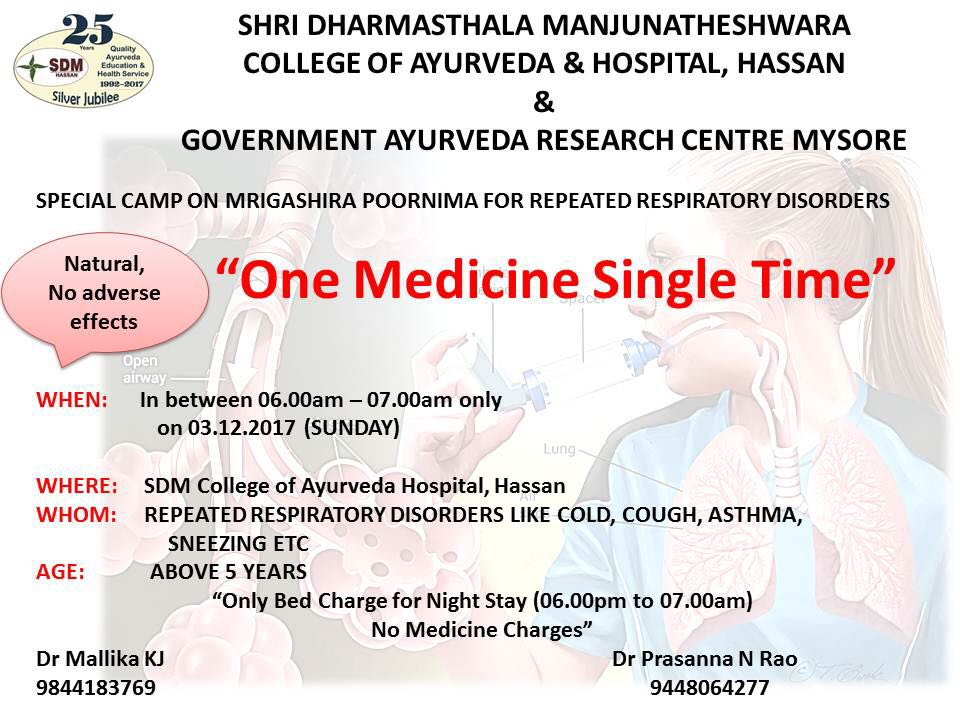 25
Years
Quality
Ayurveda
Education &
Health Service
SDM
HASSAN
1992-2017
Silver Jubilee
SHRI DHARMASTHALA MANJUNATHESHWARA
COLLEGE OF AYURVEDA & HOSPITAL, HASSAN
&
GOVERNMENT AYURVEDA RESEARCH CENTRE MYSORE
SPECIAL CAMP ON MRIGASHIRA POORNIMA FOR REPEATED RESPIRATORY DISORDERS
Natural,
No adverse
effects
“One Medicine Single Time”
Spacer
Open
airway
WHEN: In between 06.00am – 07.00am only
on 03.12.2017 (SUNDAY)
Lung
WHERE: SDM College of Ayurveda Hospital, Hassan
Air
WHOM: REPEATED RESPIRATORY DISORDERS LIKE COLD, COUGH, ASTHMA,
SNEEZING ETC
AGE: ABOVE 5 YEARS
“Only Bed Charge for Night Stay (06.00pm to 07.00am)
No Medicine Charges”
Dr Mallika KJ Dr Prasanna N Rao
9844183769 9448064277